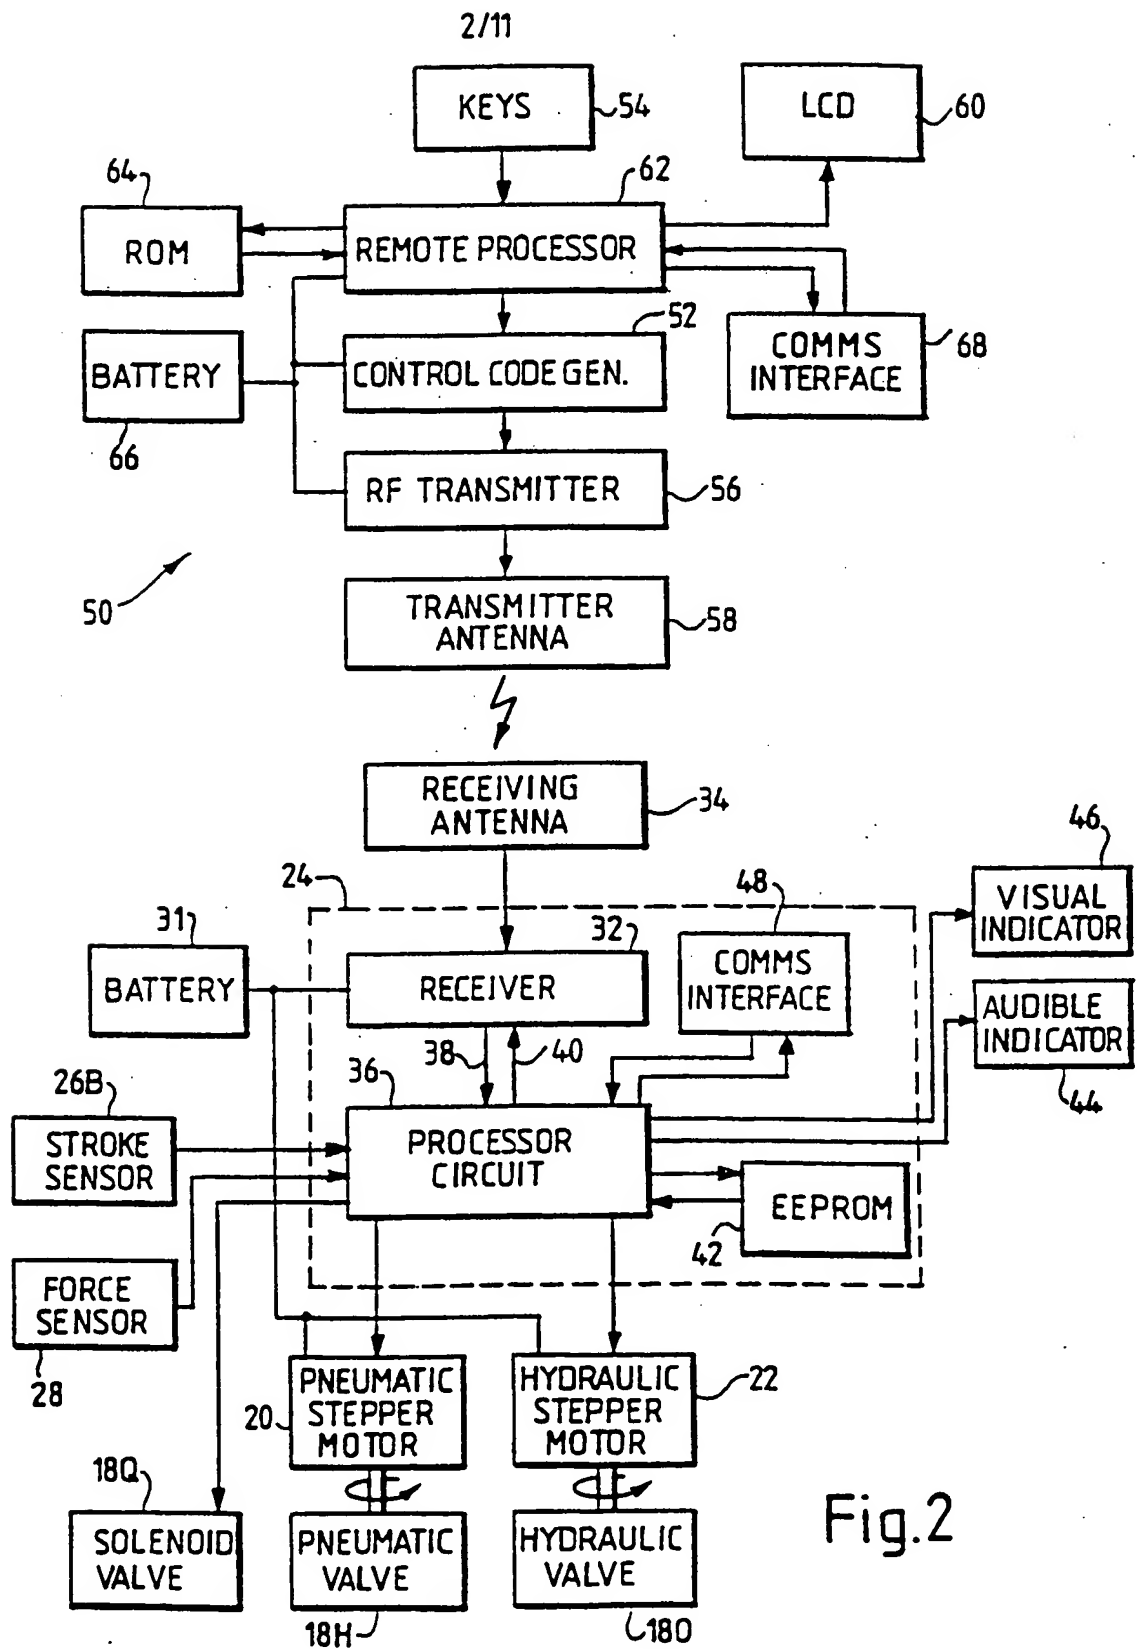 2/11
KEYS
54
LCD
60
64
62
ROM
REMOTE PROCESSOR
52
BATTERY
CONTROL CODE GEN.
COMMS
INTERFACE
68
66
RF TRANSMITTER
56
50
TRANSMITTER
ANTENNA
58
RECEIVING
ANTENNA
34
46
24
48
VISUAL
INDICATOR
31
32
BATTERY
RECEIVER
COMMS
INTERFACE
AUDIBLE
INDICATOR
38
40
36
44
26B
STROKE
SENSOR
PROCESSOR
CIRCUIT
EEPROM
42
FORCE
SENSOR
28
PNEUMATIC
STEPPER
MOTOR
20
HYDRAULIC
STEPPER
MOTOR
22
18Q
SOLENOID
VALVE
PNEUMATIC
VALVE
HYDRAULIC
VALVE
Fig.2
18H
180